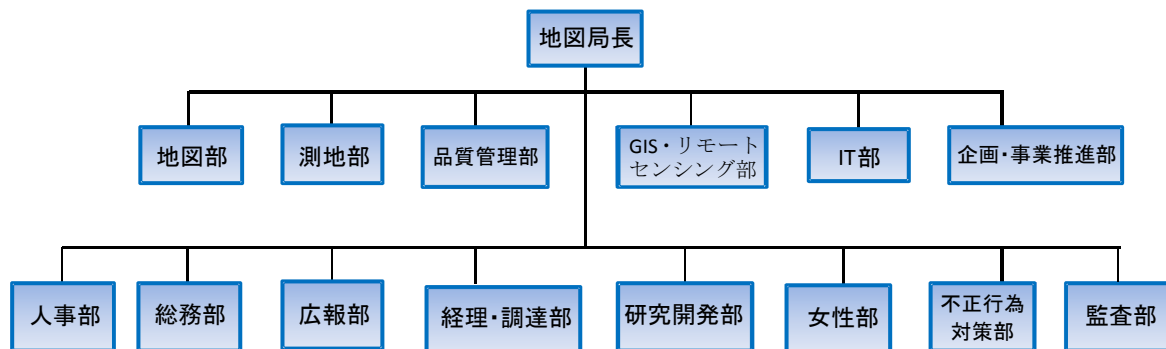 地図局長
地図部
測地部
品質管理部
GIS・リモート
センシング部
IT部
企画・事業推進部
人事部
総務部
広報部
経理・調達部
研究開発部
女性部
不正行為
対策部
監査部